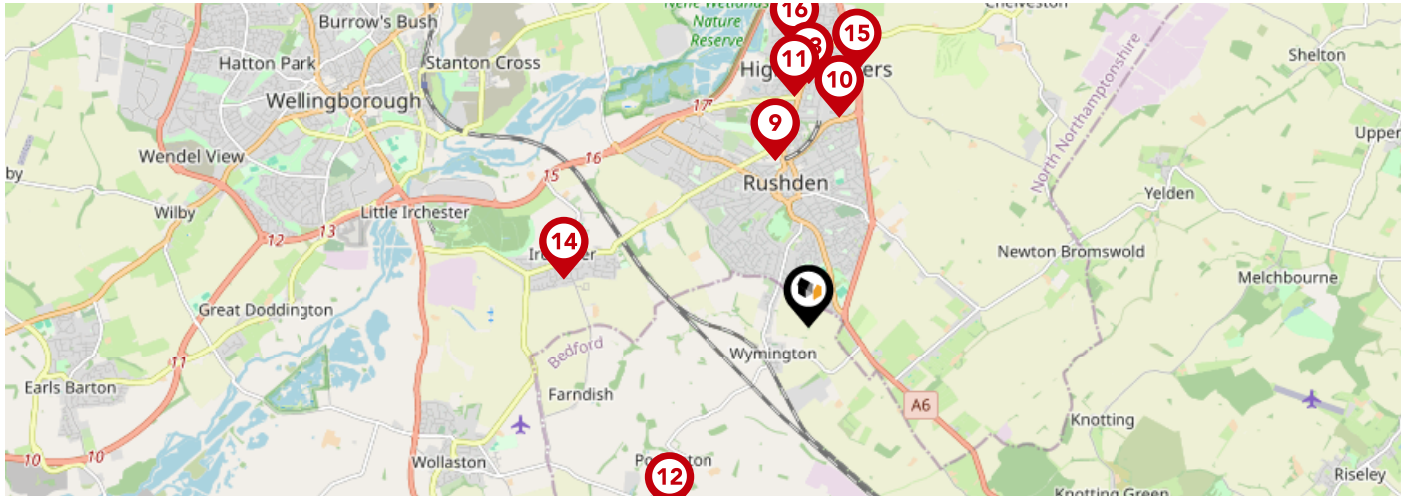 Burrow's Bush
Nene Wetlands
Nature
Reserve
16
Chelveston
15
Hatton Park
Stanton Cross
11
10
Shelton
Wellingborough
17
9
North Northamptonshire
Upper
Wendel View
16
15
by
Rushden
Wilby
Little Irchester
Yelden
12
13
14
Newton Bromswold
Melchbourne
Great Doddington
Bedford
Wymington
11
Earls Barton
Farndish
A6
Knotting
10
10
Wollaston
12
Riseley
Knotting Green